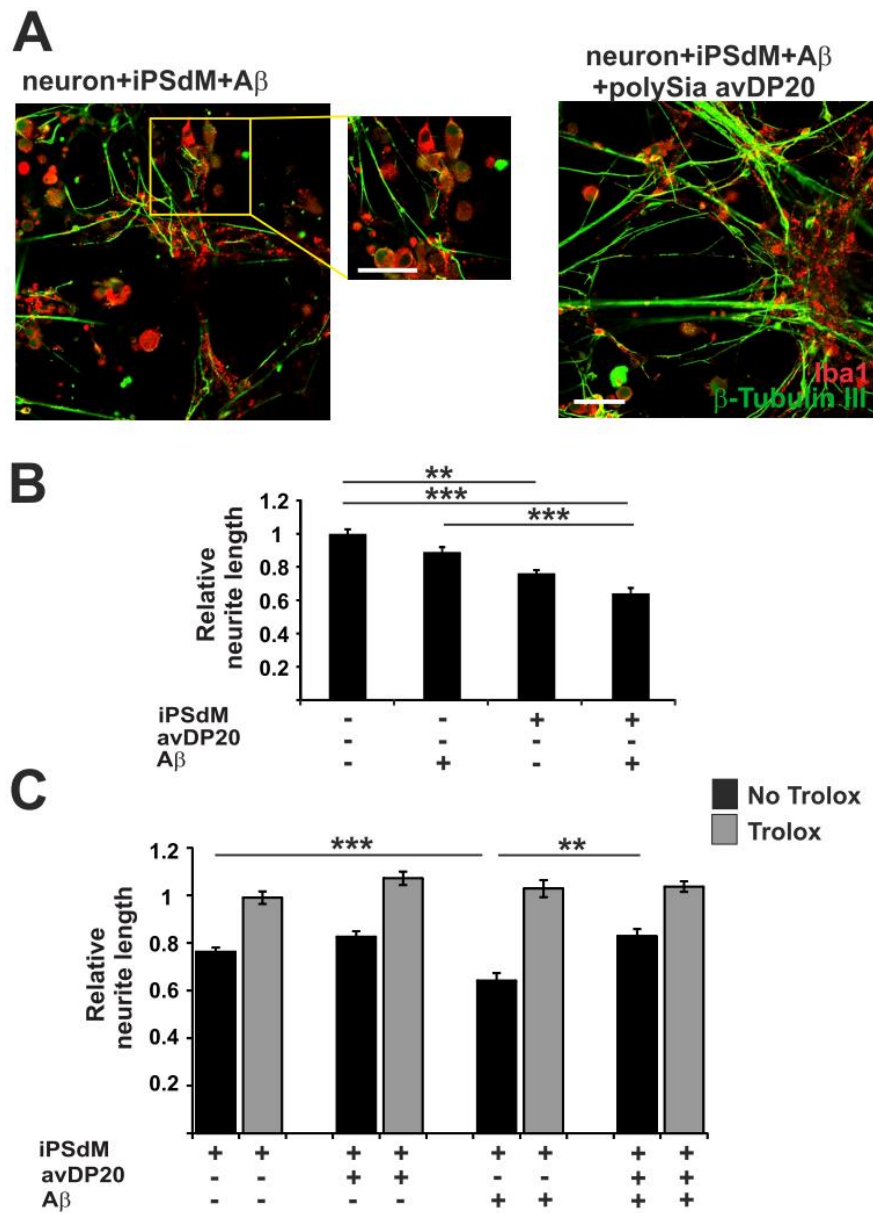 A
neuron+iPSdM+Aβ
neuron+iPSdM+Aβ
+polySia avDP20
Iba1
β-Tubulin III
B
** 
***
***
Relative
neurite length
1.2
1
0.8
0.6
0.4
0.2
iPSdM - - + +
avDP20 - - - -
Aβ - + - +
C
No Trolox
Trolox
*** **
Relative
neurite length
1.2
1
0.8
0.6
0.4
0.2
iPSdM + + + + + + + +
avDP20 - - + + - - + +
Aβ - - - - + + + +